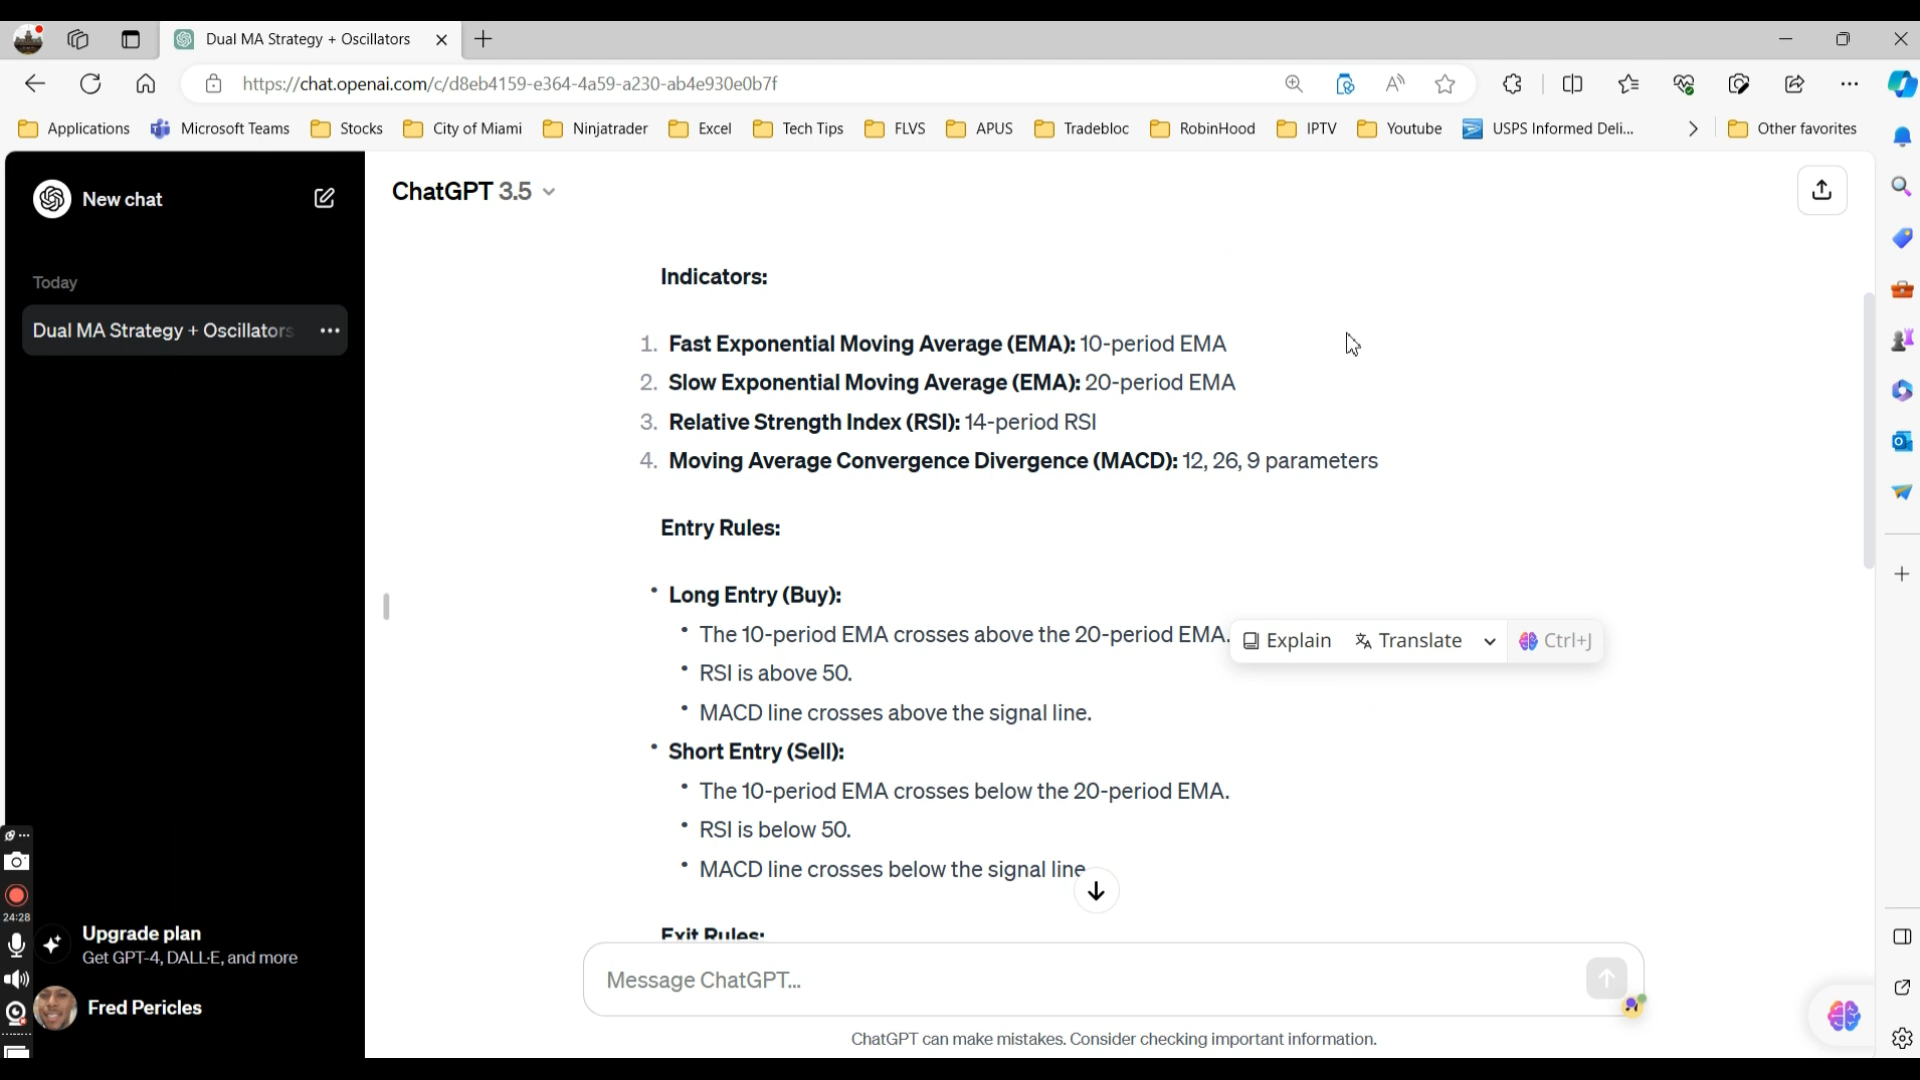 Dual MA Strategy + Oscillators
https://chat.openai.com/c/d8eb4159-e364-4a59-a230-ab4e930e0b7f
Applications Microsoft Teams Stocks City of Miami Ninjatrader Excel Tech Tips FLVS APUS Tradebloc RobinHood IPTV Youtube USPS Informed Deli... Other favorites
New chat
ChatGPT 3.5
Today
Dual MA Strategy + Oscillators
Indicators:
1. Fast Exponential Moving Average (EMA): 10-period EMA
2. Slow Exponential Moving Average (EMA): 20-period EMA
3. Relative Strength Index (RSI): 14-period RSI
4. Moving Average Convergence Divergence (MACD): 12, 26, 9 parameters
Entry Rules:
• Long Entry (Buy):
• The 10-period EMA crosses above the 20-period EMA.
Explain Translate Ctrl+J
• RSI is above 50.
• MACD line crosses above the signal line.
• Short Entry (Sell):
• The 10-period EMA crosses below the 20-period EMA.
• RSI is below 50.
• MACD line crosses below the signal line
Exit Rules:
24:28
Upgrade plan
Get GPT-4, DALL·E, and more
Fred Pericles
Message ChatGPT...
ChatGPT can make mistakes. Consider checking important information.